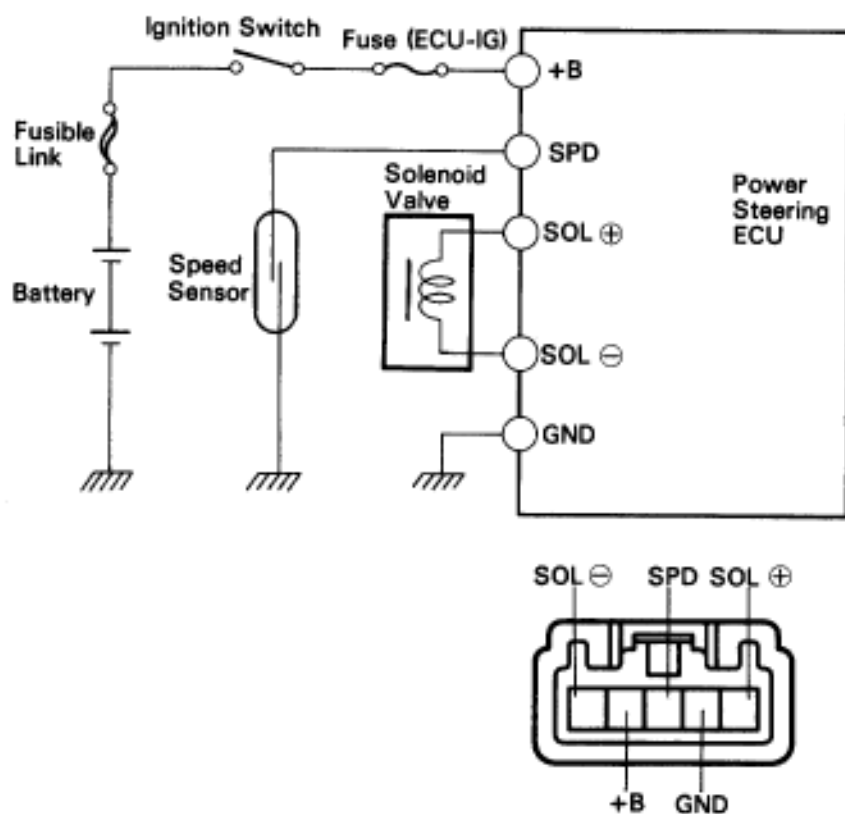 Ignition Switch
Fuse (ECU-IG)
+B
Fusible
Link
SPD
Solenoid
Valve
Power
Steering
ECU
SOL ⊕
Speed
Sensor
Battery
SOL ⊖
GND
SOL ⊖ SPD SOL ⊕
+B GND